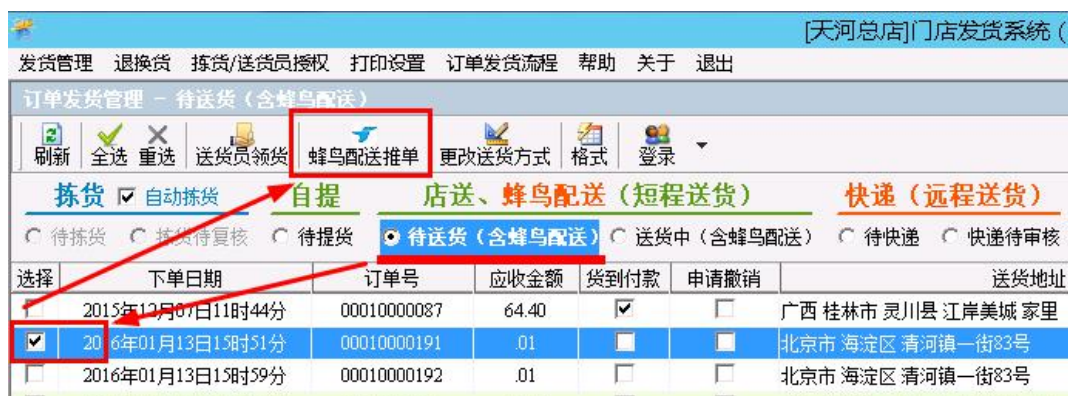 [天河总店]门店发货系统 (
发货管理 退换货 拣货/送货员授权 打印设置 订单发货流程 帮助 关于 退出
订单发货管理 - 待送货（含蜂鸟配送）
刷新 全选 重选 送货员领货 蜂鸟配送推单 更改送货方式 格式 登录
拣货 自动拣货 自提 店送、蜂鸟配送（短程送货） 快递（远程送货）
待拣货 拣货待复核 待提货 待送货（含蜂鸟配送） 送货中（含蜂鸟配送） 待快递 快递待审核
选择 下单日期 订单号 应收金额 货到付款 申请撤销 送货地址
2015年12月07日11时44分 00010000087 64.40 广西 桂林市 灵川县 江岸美城 家里
2016年01月13日15时51分 00010000191 .01 北京市 海淀区 清河镇一街83号
2016年01月13日15时59分 00010000192 .01 北京市 海淀区 清河镇一街83号